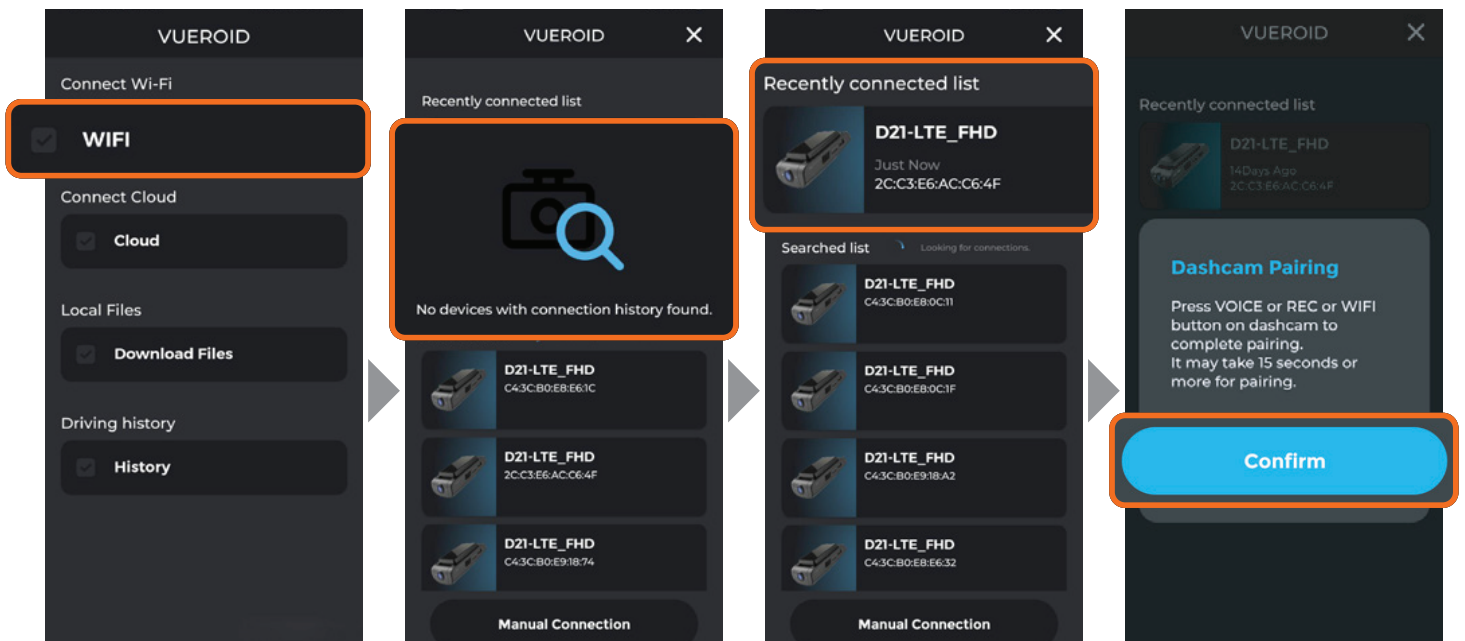 VUEROID
Connect Wi-Fi
WIFI
Connect Cloud
Cloud
Local Files
Download Files
Driving history
History
VUEROID
Recently connected list
No devices with connection history found.
D21-LTE_FHD
C4:3C:B0:E8:E6:1C
D21-LTE_FHD
2C:C3:E6:AC:C6:4F
D21-LTE_FHD
C4:3C:B0:E9:18:74
Manual Connection
VUEROID
Recently connected list
D21-LTE_FHD
Just Now
2C:C3:E6:AC:C6:4F
Searched list
Looking for connections.
D21-LTE_FHD
C4:3C:B0:E8:0C:11
D21-LTE_FHD
C4:3C:B0:E8:0C:1F
D21-LTE_FHD
C4:3C:B0:E9:18:A2
D21-LTE_FHD
C4:3C:B0:E8:E6:32
Manual Connection
VUEROID
Recently connected list
D21-LTE_FHD
14Days Ago
2C:C3:E6:AC:C6:4F
Dashcam Pairing
Press VOICE or REC or WIFI
button on dashcam to
complete pairing.
It may take 15 seconds or
more for pairing.
Confirm